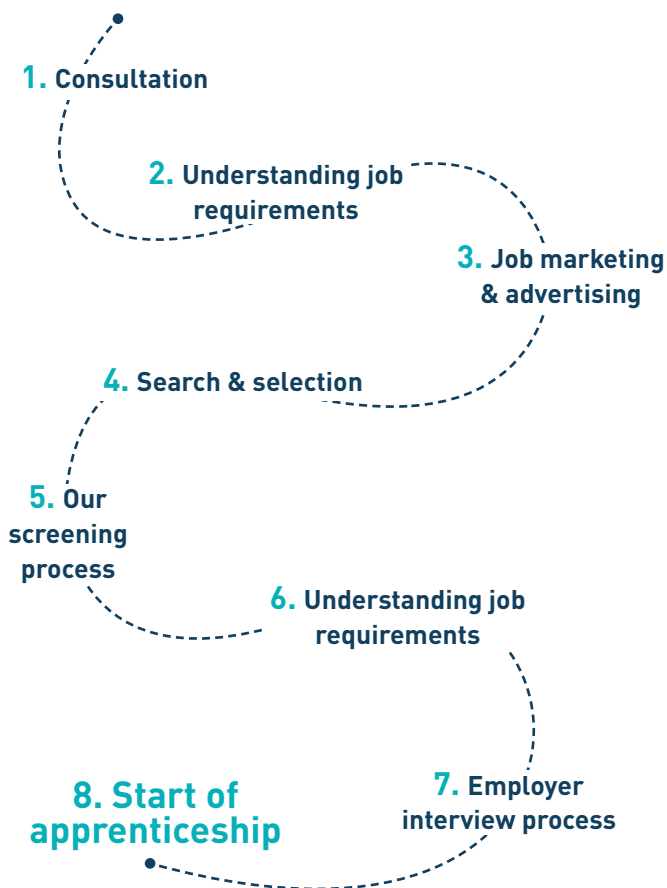 1. Consultation
2. Understanding job
requirements
3. Job marketing
& advertising
4. Search & selection
5. Our
screening
process
6. Understanding job
requirements
7. Employer
interview process
8. Start of
apprenticeship